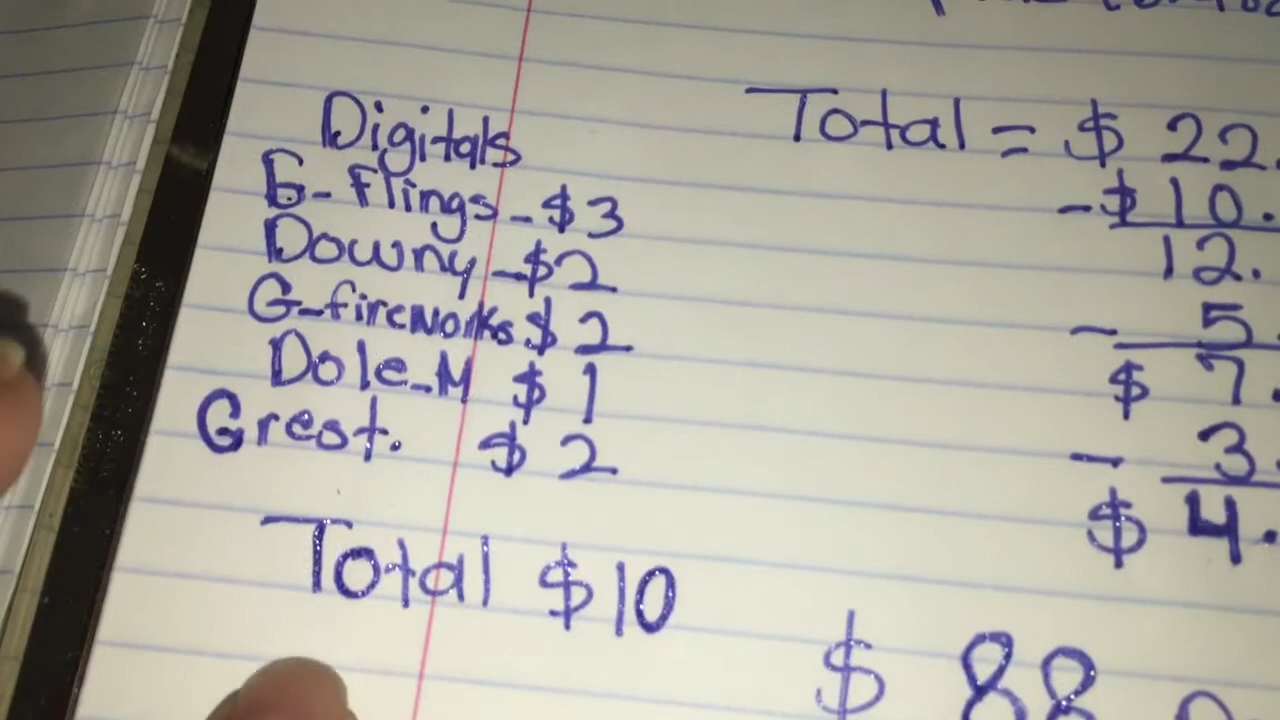 Digitals
G-Flings-$3
Downy-$2
G-fireworks $2
Dole-M $1
Crest. $2
Total $10
Total = $22.
-$10.
12.
- 5.
$7.
- 3.
$4.
$88.